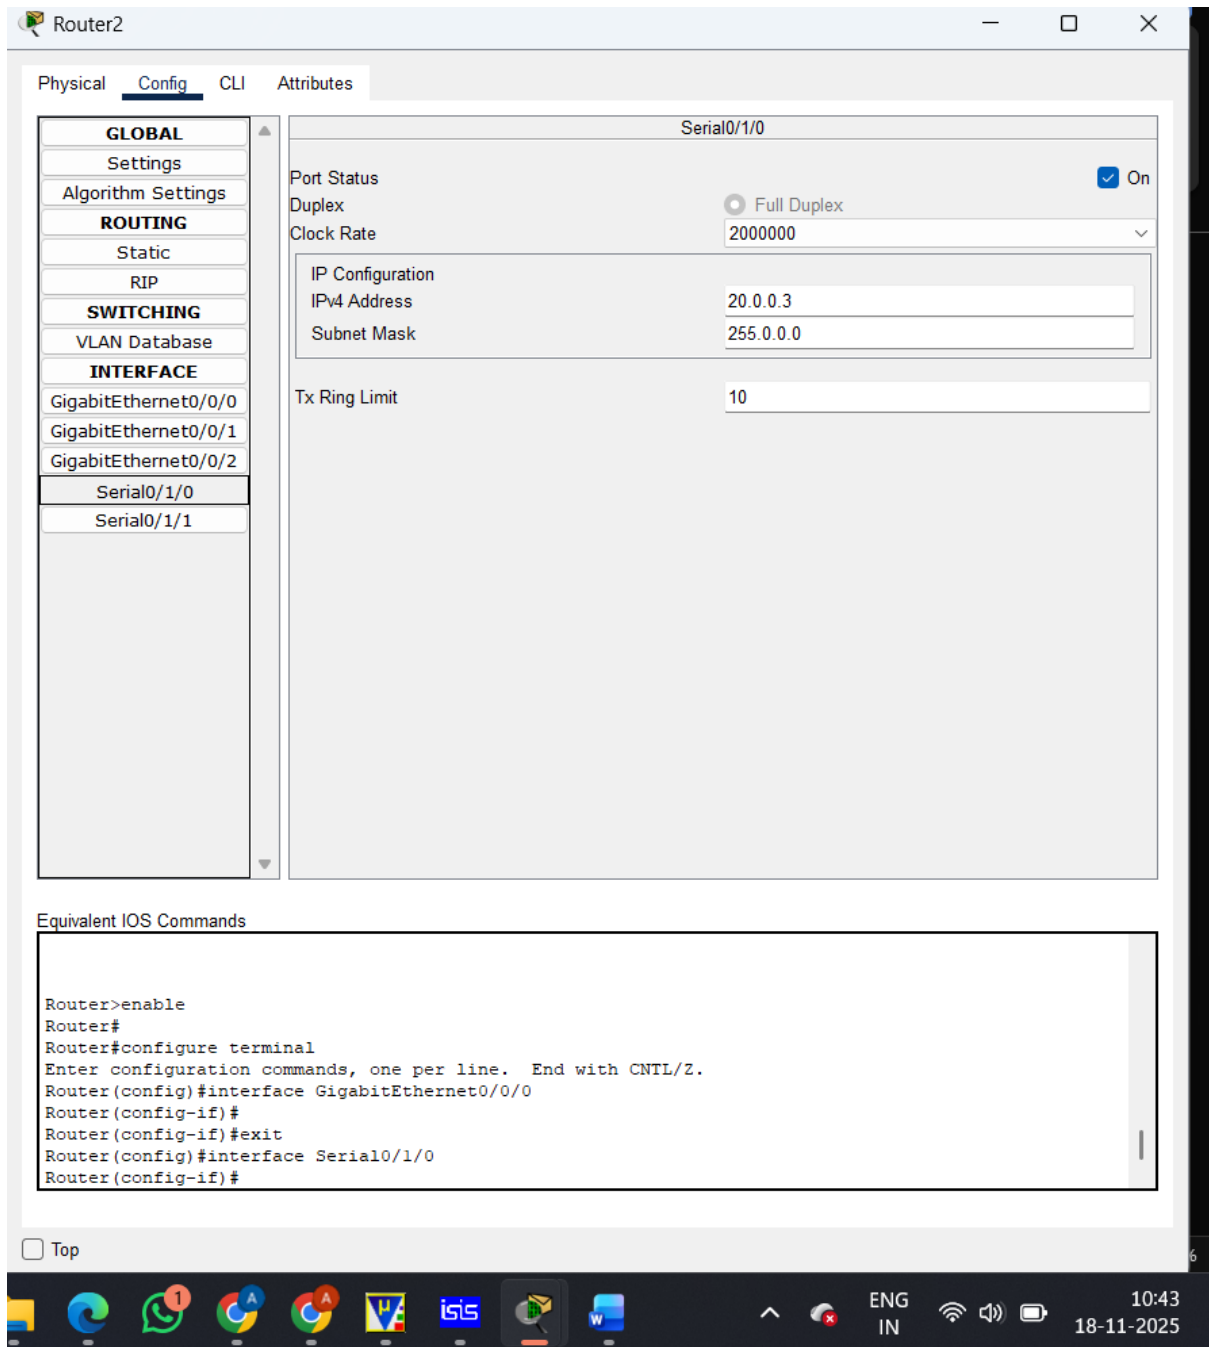 Router2
Physical Config CLI Attributes
GLOBAL
Settings
Algorithm Settings
ROUTING
Static
RIP
SWITCHING
VLAN Database
INTERFACE
GigabitEthernet0/0/0
GigabitEthernet0/0/1
GigabitEthernet0/0/2
Serial0/1/0
Serial0/1/1
Serial0/1/0
Port Status On
Duplex Full Duplex
Clock Rate 2000000
IP Configuration
IPv4 Address 20.0.0.3
Subnet Mask 255.0.0.0
Tx Ring Limit 10
Equivalent IOS Commands
Router>enable
Router#
Router#configure terminal
Enter configuration commands, one per line. End with CNTL/Z.
Router(config)#interface GigabitEthernet0/0/0
Router(config-if)#
Router(config-if)#exit
Router(config)#interface Serial0/1/0
Router(config-if)#
Top
1
A
A
isis
W
ENG
IN
10:43
18-11-2025